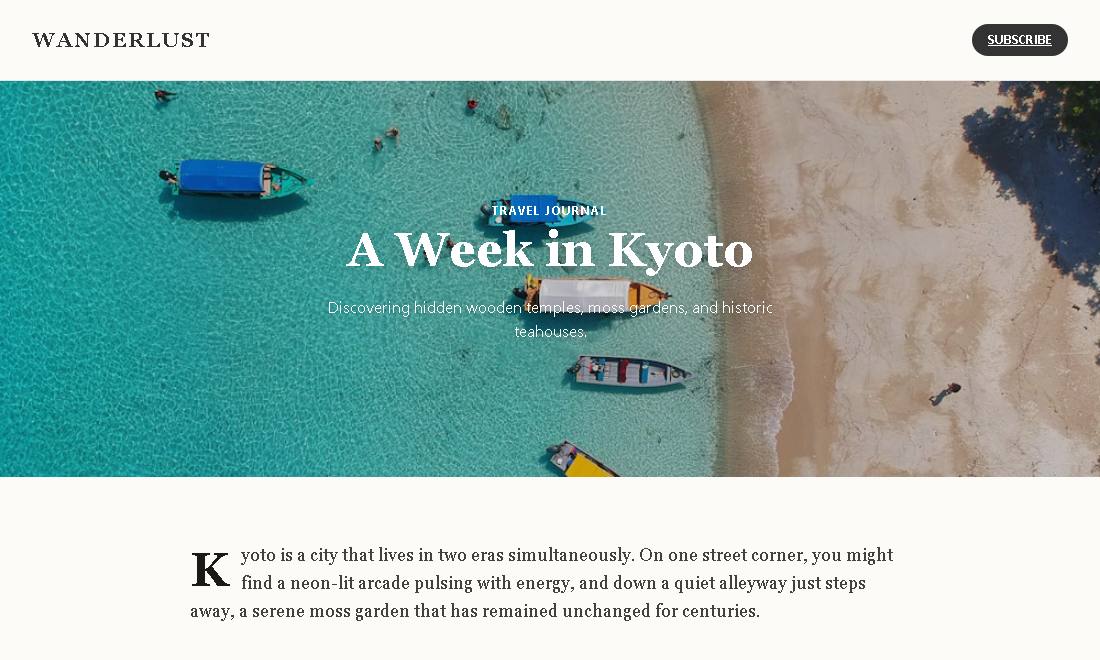 WANDERLUST
SUBSCRIBE
TRAVEL JOURNAL
A Week in Kyoto
Discovering hidden wooden temples, moss gardens, and historic
teahouses.
Kyoto is a city that lives in two eras simultaneously. On one street corner, you might
find a neon-lit arcade pulsing with energy, and down a quiet alleyway just steps
away, a serene moss garden that has remained unchanged for centuries.